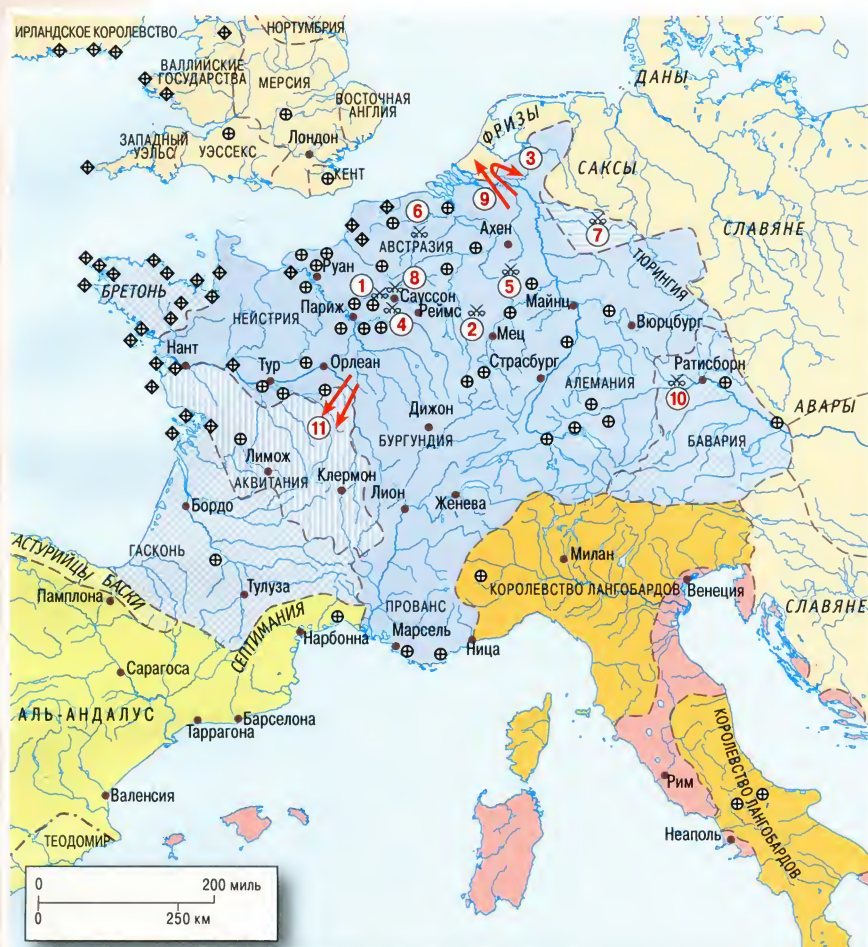 ИРЛАНДСКОЕ КОРОЛЕВСТВО
НОРТУМБРИЯ
ВАЛЛИЙСКИЕ
ГОСУДАРСТВА
МЕРСИЯ
ВОСТОЧНАЯ
АНГЛИЯ
ЗАПАДНЫЙ
УЭЛЬС
УЭССЕКС
Лондон
КЕНТ
ДАНЫ
ФРИЗЫ
САКСЫ
СЛАВЯНЕ
3
9
6
7
АВСТРАЗИЯ
Ахен
ТЮРИНГИЯ
БРЕТОНЬ
Руан
1
8
5
Сауссон
Майнц
НЕЙСТРИЯ
Париж
4
Реймс
2
Мец
Вюрцбург
Нант
Тур
Орлеан
Страсбург
АЛЕМАНИЯ
Ратисборн
10
АВАРЫ
11
Дижон
БУРГУНДИЯ
БАВАРИЯ
Лимож
АКВИТАНИЯ
Клермон
Лион
Женева
Бордо
ГАСКОНЬ
Милан
АСТУРИЙЦЫ
БАСКИ
Памплона
Тулуза
КОРОЛЕВСТВО ЛАНГОБАРДОВ
Венеция
СЛАВЯНЕ
СЕПТИМАНИЯ
Нарбонна
ПРОВАНС
Марсель
Ница
Сарагоса
АЛЬ-АНДАЛУС
Таррагона
Барселона
КОРОЛЕВСТВО ЛАНГОБАРДОВ
Рим
Валенсия
Неаполь
ТЕОДОМИР
0
200 миль
0
250 км